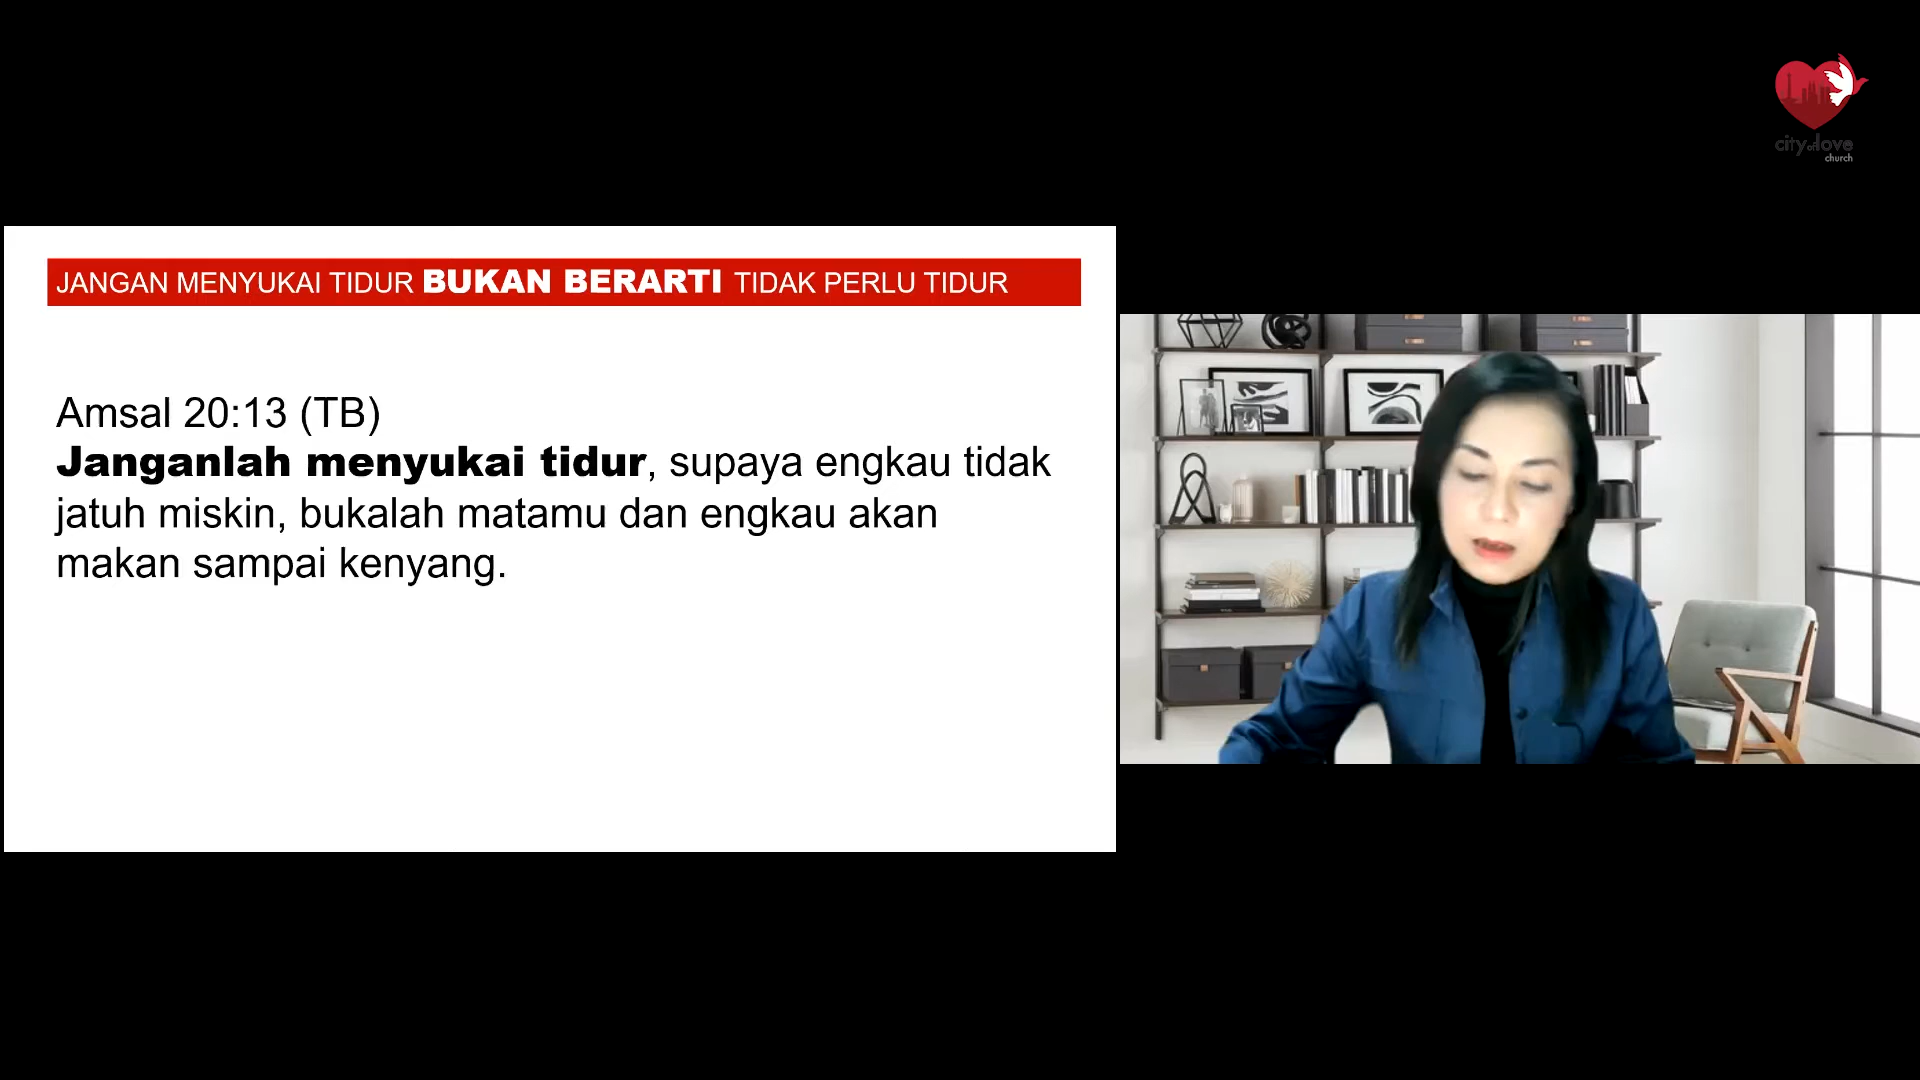 city of love
church
JANGAN MENYUKAI TIDUR BUKAN BERARTI TIDAK PERLU TIDUR
Amsal 20:13 (TB)
Janganlah menyukai tidur, supaya engkau tidak
jatuh miskin, bukalah matamu dan engkau akan
makan sampai kenyang.